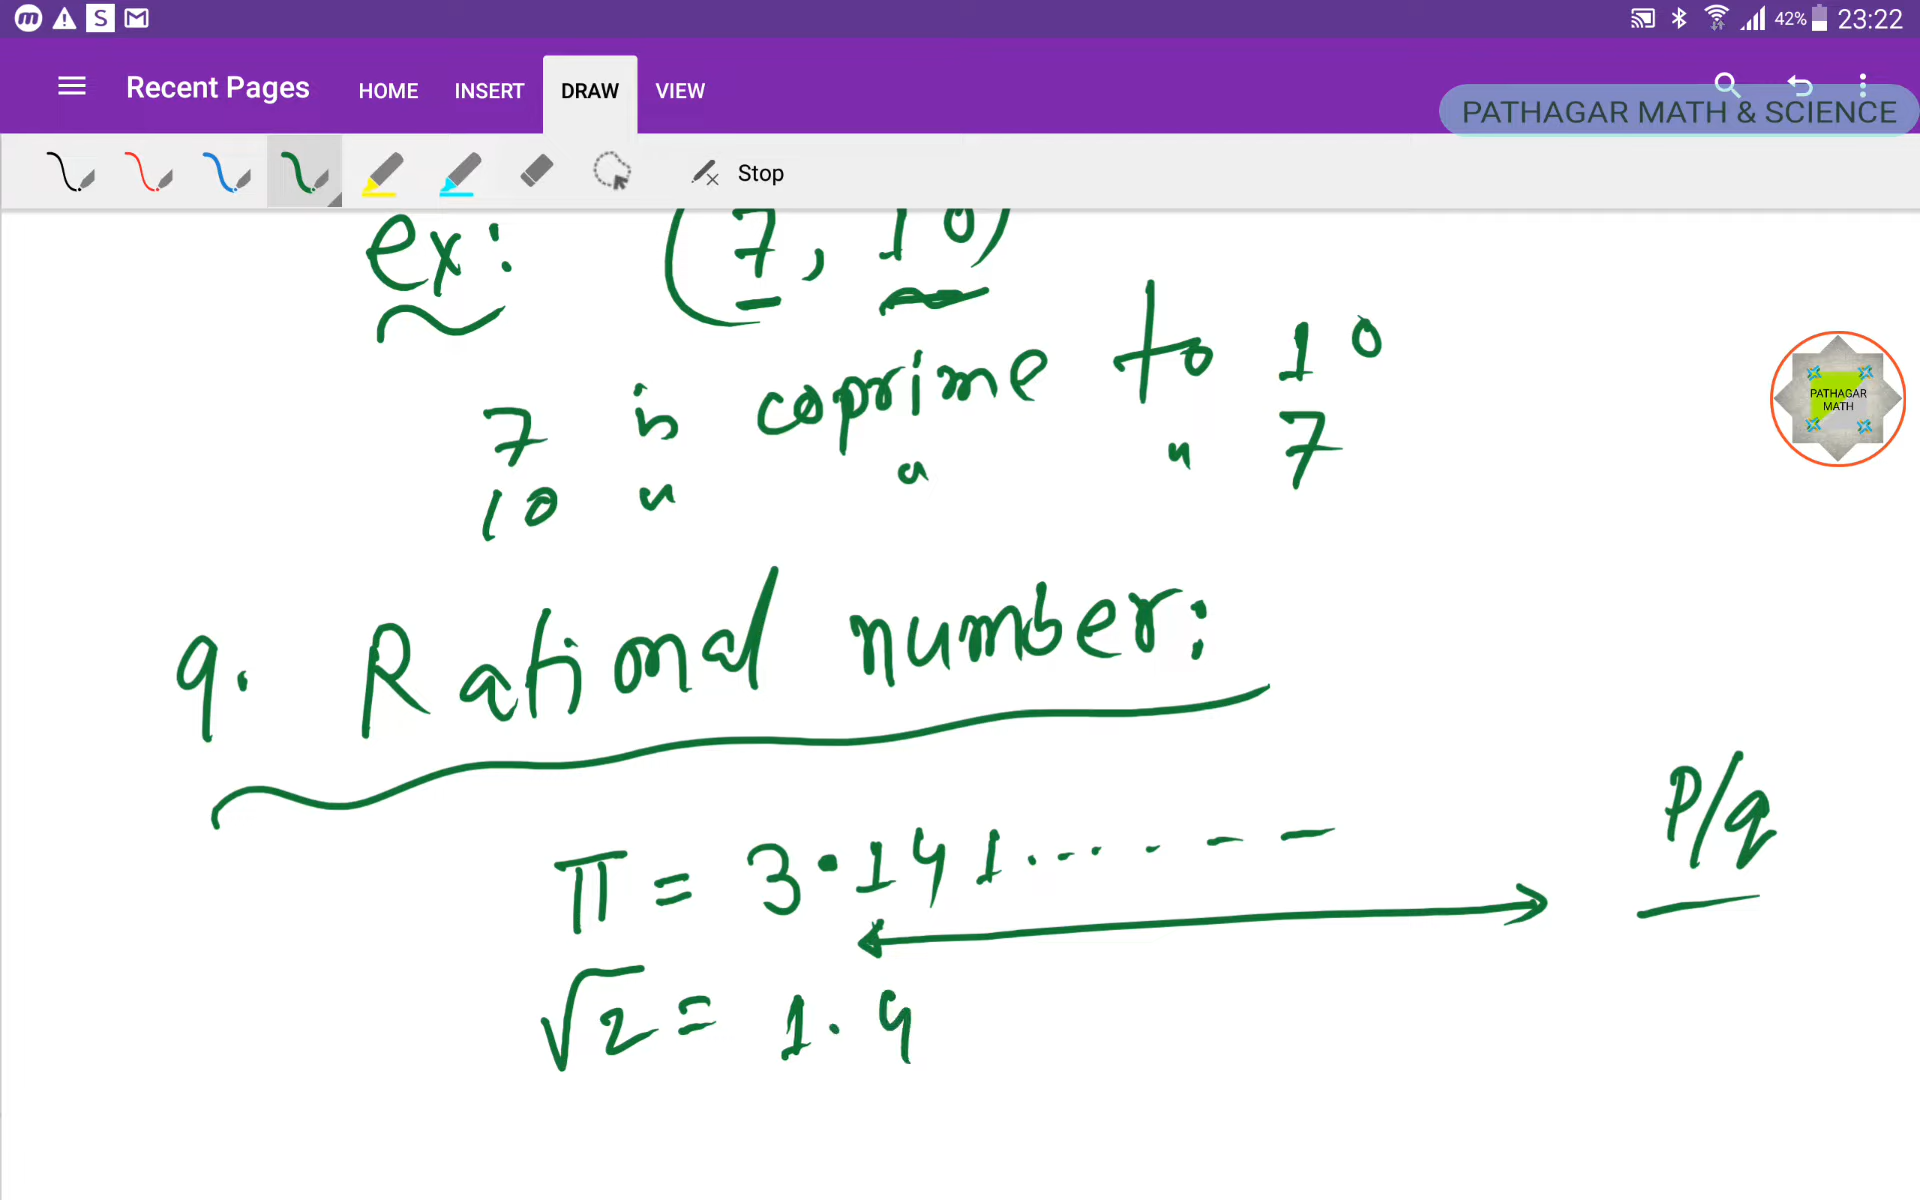 23:22
42%
Recent Pages HOME INSERT DRAW VIEW
PATHAGAR MATH & SCIENCE
Stop
ex: (7, 10)
7 is coprime to 10
10 " " " 7
PATHAGAR
MATH
9. Rational number:
P/q
π = 3.141.......--
√2 = 1.4